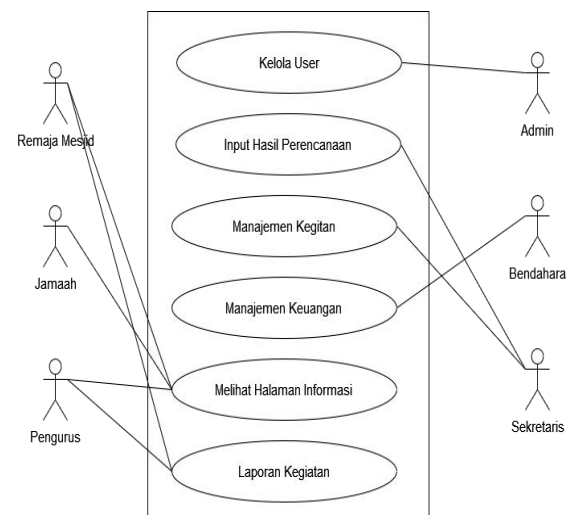 Kelola User
Remaja Mesjid
Admin
Input Hasil Perencanaan
Manajemen Kegitan
Jamaah
Bendahara
Manajemen Keuangan
Melihat Halaman Informasi
Pengurus
Sekretaris
Laporan Kegiatan